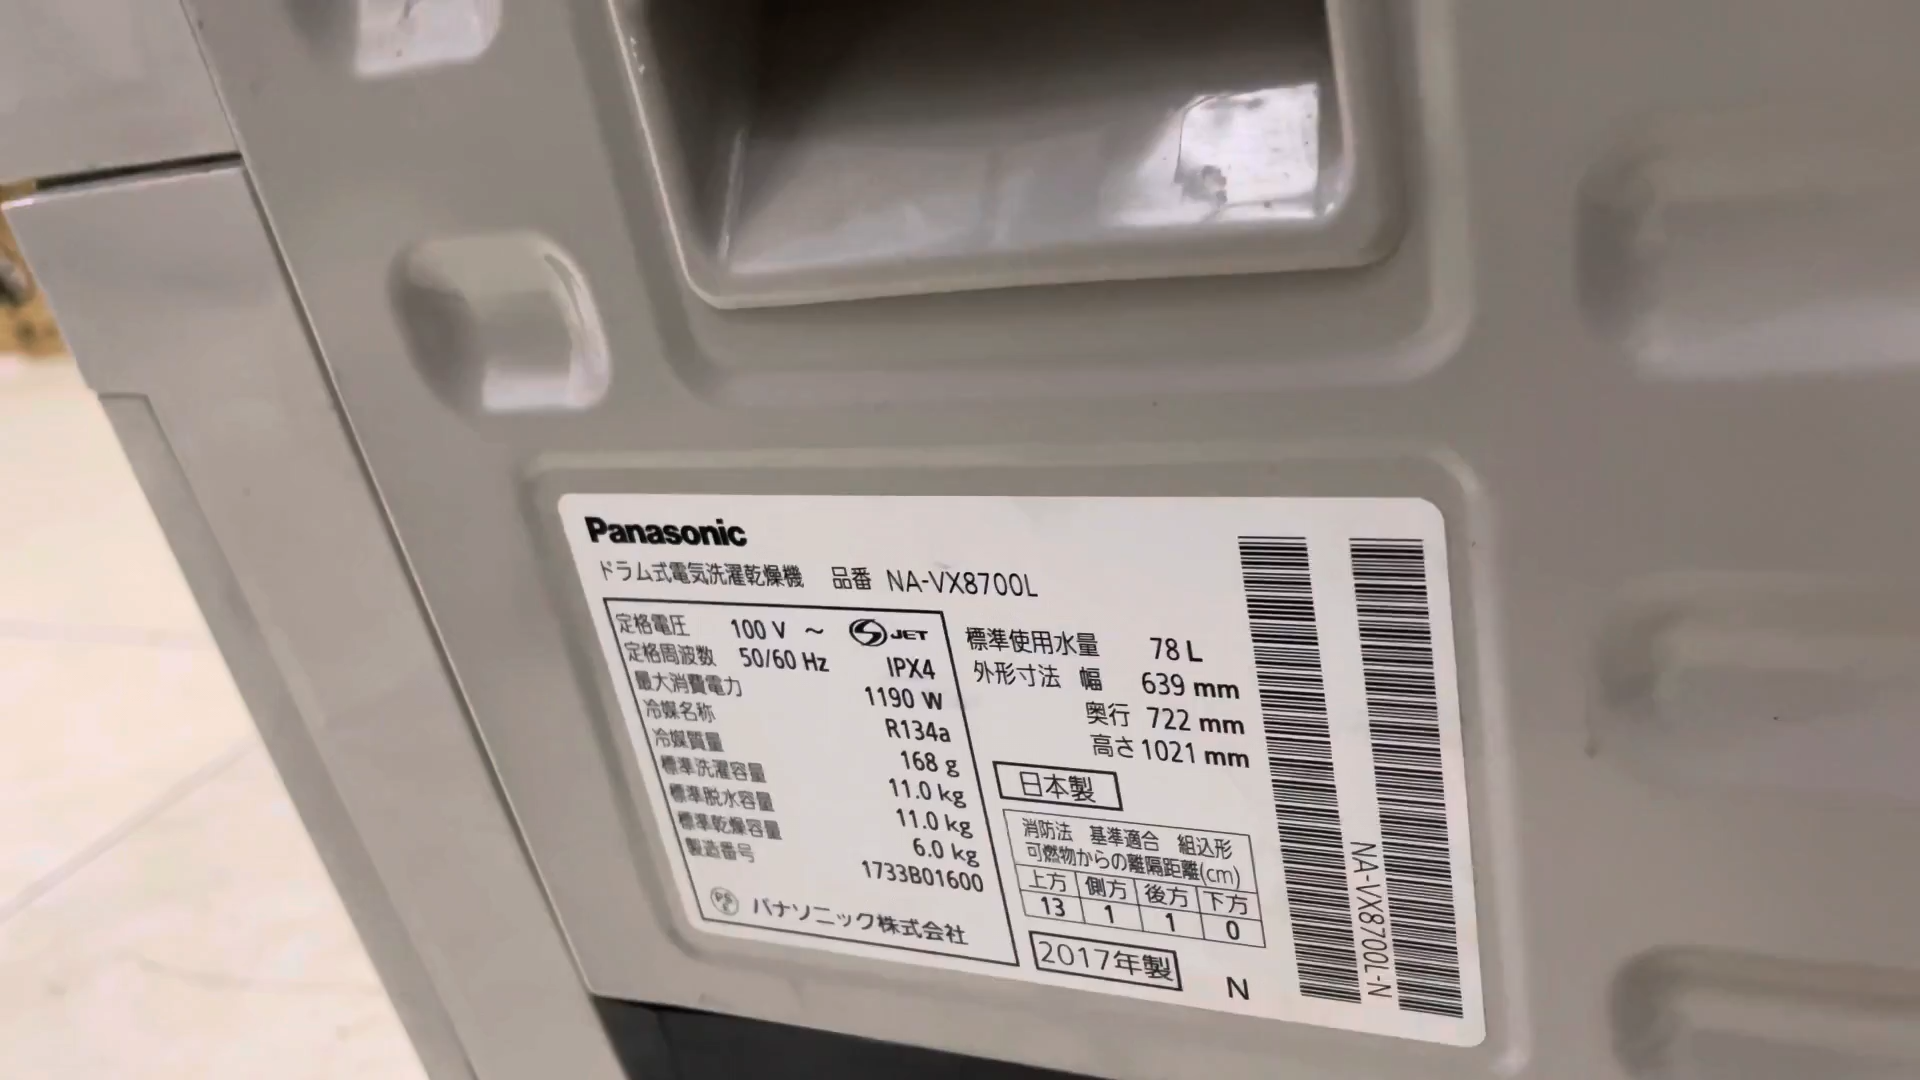 Panasonic
ドラム式電気洗濯乾燥機 品番 NA-VX8700L
定格電圧 100 V ～ S JET
定格周波数 50/60 Hz IPX4
最大消費電力 1190 W
冷媒名称 R134a
冷媒質量 168 g
標準洗濯容量 11.0 kg
標準脱水容量 11.0 kg
標準乾燥容量 6.0 kg
製造番号 1733B01600
PSE パナソニック株式会社
標準使用水量 78 L
外形寸法 幅 639 mm
奥行 722 mm
高さ 1021 mm
日本製
消防法 基準適合 組込形
可燃物からの離隔距離(cm)
上方 側方 後方 下方
13 1 1 0
2017年製 N
NA-VX8700L-N